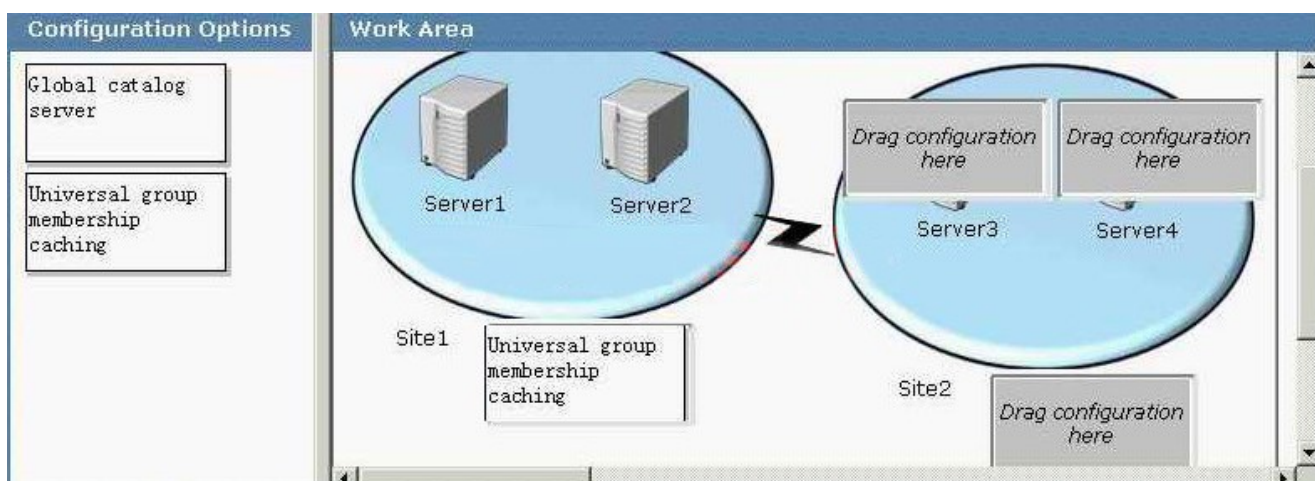 Configuration Options
Work Area
Global catalog
server
Universal group
membership
caching
Server1
Server2
Drag configuration
here
Drag configuration
here
Server3
Server4
Site1
Universal group
membership
caching
Site2
Drag configuration
here